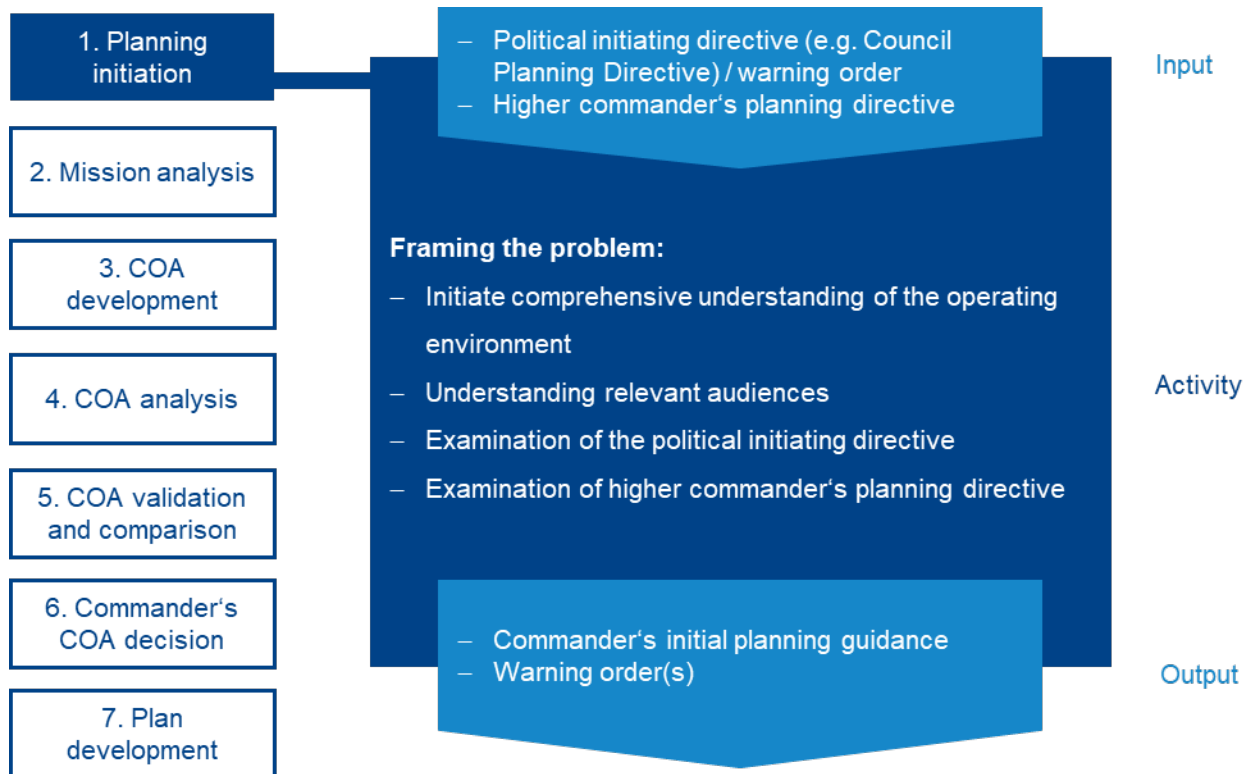 1. Planning
initiation
2. Mission analysis
3. COA
development
4. COA analysis
5. COA validation
and comparison
6. Commander‘s
COA decision
7. Plan
development
– Political initiating directive (e.g. Council
Planning Directive) / warning order
– Higher commander‘s planning directive
Input
Framing the problem:
– Initiate comprehensive understanding of the operating
environment
– Understanding relevant audiences
– Examination of the political initiating directive
– Examination of higher commander‘s planning directive
Activity
– Commander‘s initial planning guidance
– Warning order(s)
Output